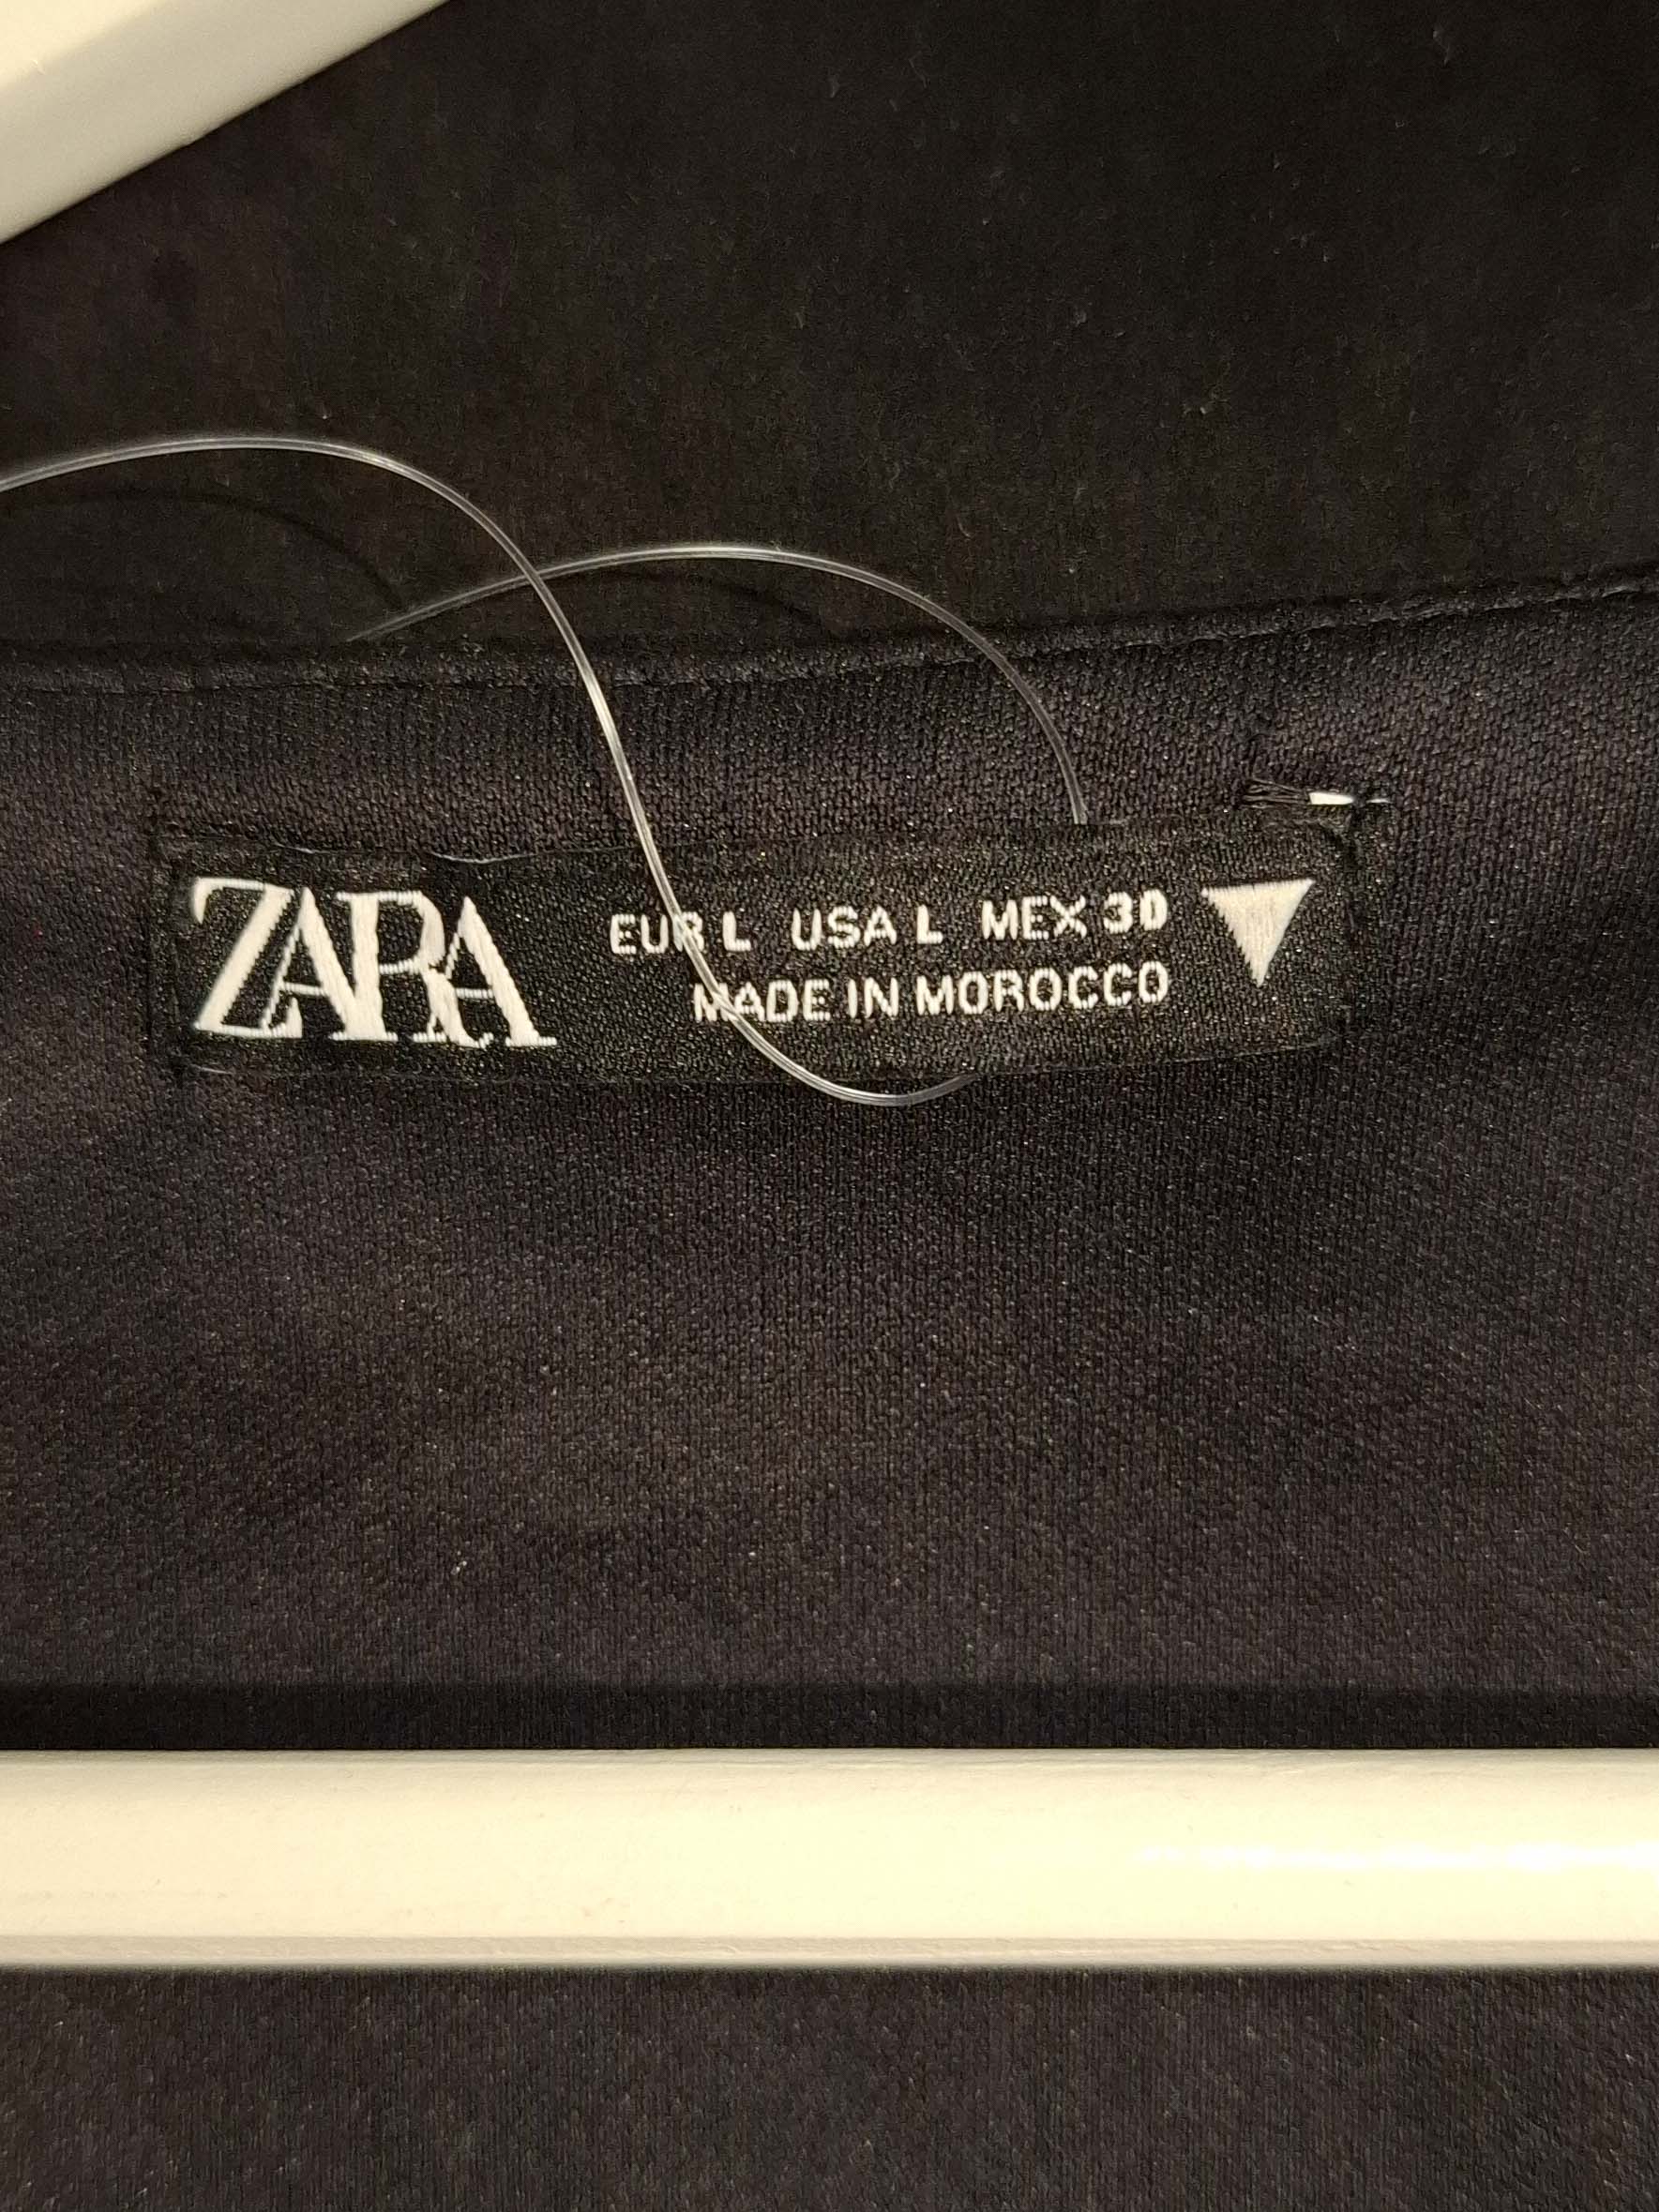 ZARA
EUR L USA L MEX 30
MADE IN MOROCCO